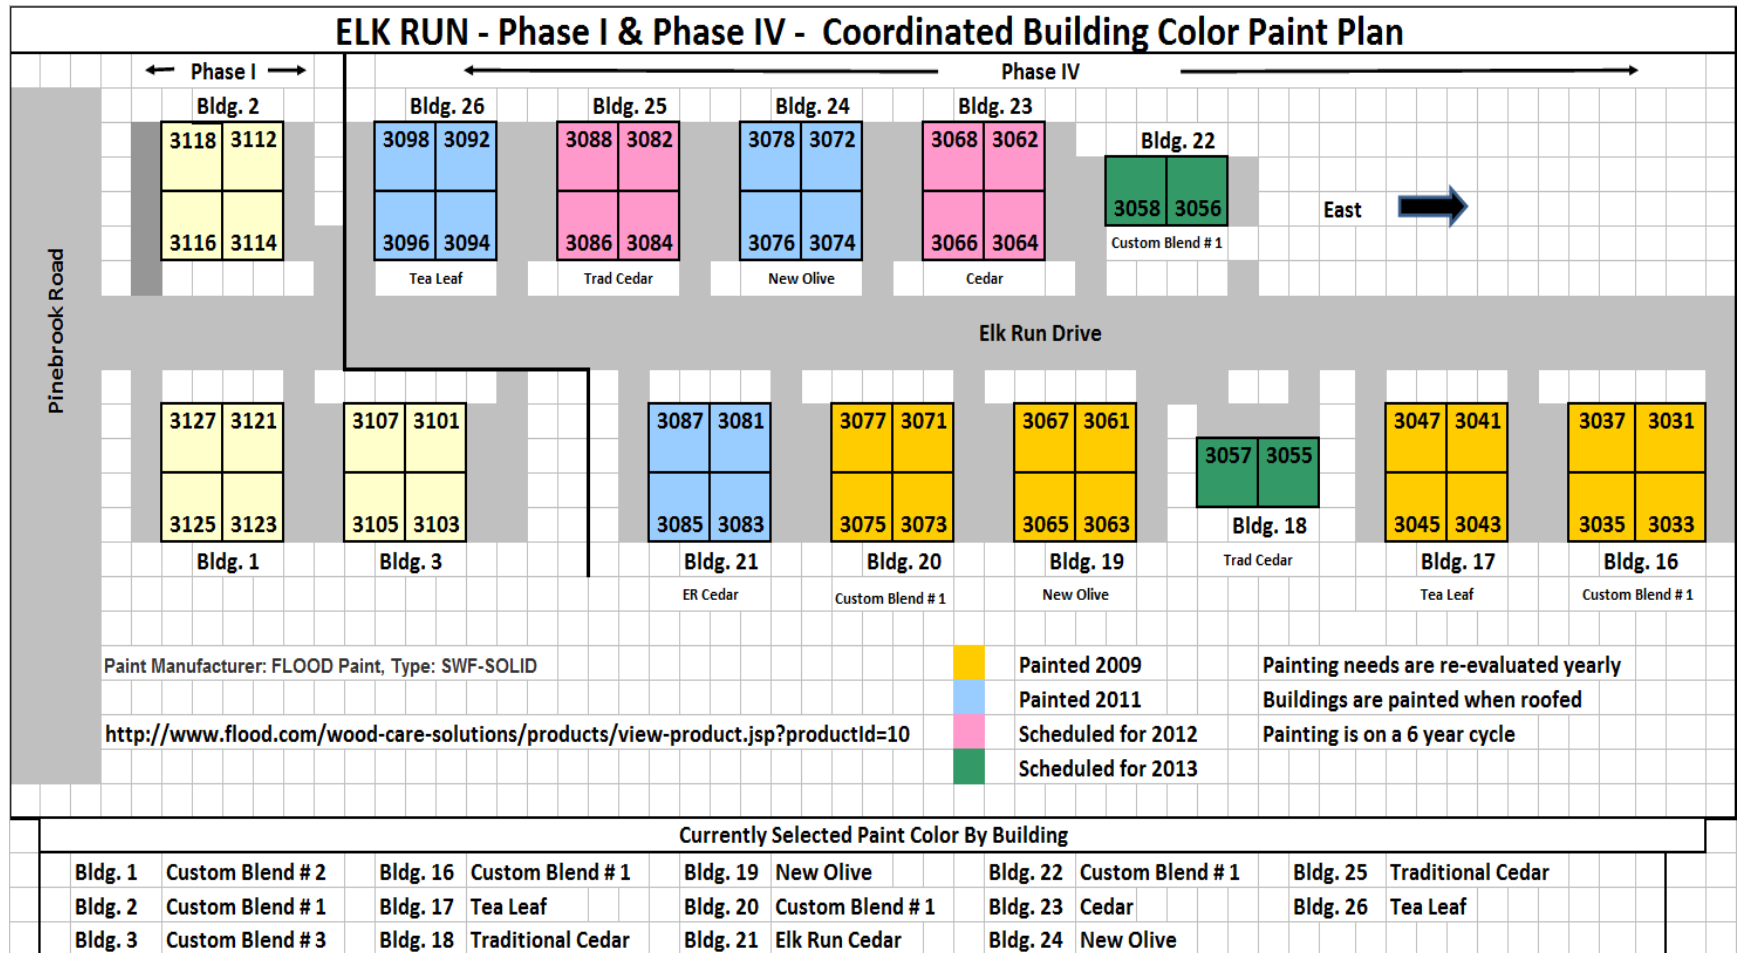 ELK RUN - Phase I & Phase IV - Coordinated Building Color Paint Plan
Phase I
Phase IV
Bldg. 2
Bldg. 26
Bldg. 25
Bldg. 24
Bldg. 23
Bldg. 22
3118 3112
3098 3092
3088 3082
3078 3072
3068 3062
3058 3056
3116 3114
3096 3094
3086 3084
3076 3074
3066 3064
East
Custom Blend # 1
Tea Leaf
Trad Cedar
New Olive
Cedar
Pinebrook Road
Elk Run Drive
3127 3121
3107 3101
3087 3081
3077 3071
3067 3061
3057 3055
3047 3041
3037 3031
3125 3123
3105 3103
3085 3083
3075 3073
3065 3063
Bldg. 18
3045 3043
3035 3033
Bldg. 1
Bldg. 3
Bldg. 21
Bldg. 20
Bldg. 19
Trad Cedar
Bldg. 17
Bldg. 16
ER Cedar
Custom Blend # 1
New Olive
Tea Leaf
Custom Blend # 1
Paint Manufacturer: FLOOD Paint, Type: SWF-SOLID
http://www.flood.com/wood-care-solutions/products/view-product.jsp?productId=10
Painted 2009
Painted 2011
Scheduled for 2012
Scheduled for 2013
Painting needs are re-evaluated yearly
Buildings are painted when roofed
Painting is on a 6 year cycle
Currently Selected Paint Color By Building
Bldg. 1 Custom Blend # 2 Bldg. 16 Custom Blend # 1 Bldg. 19 New Olive Bldg. 22 Custom Blend # 1 Bldg. 25 Traditional Cedar
Bldg. 2 Custom Blend # 1 Bldg. 17 Tea Leaf Bldg. 20 Custom Blend # 1 Bldg. 23 Cedar Bldg. 26 Tea Leaf
Bldg. 3 Custom Blend # 3 Bldg. 18 Traditional Cedar Bldg. 21 Elk Run Cedar Bldg. 24 New Olive